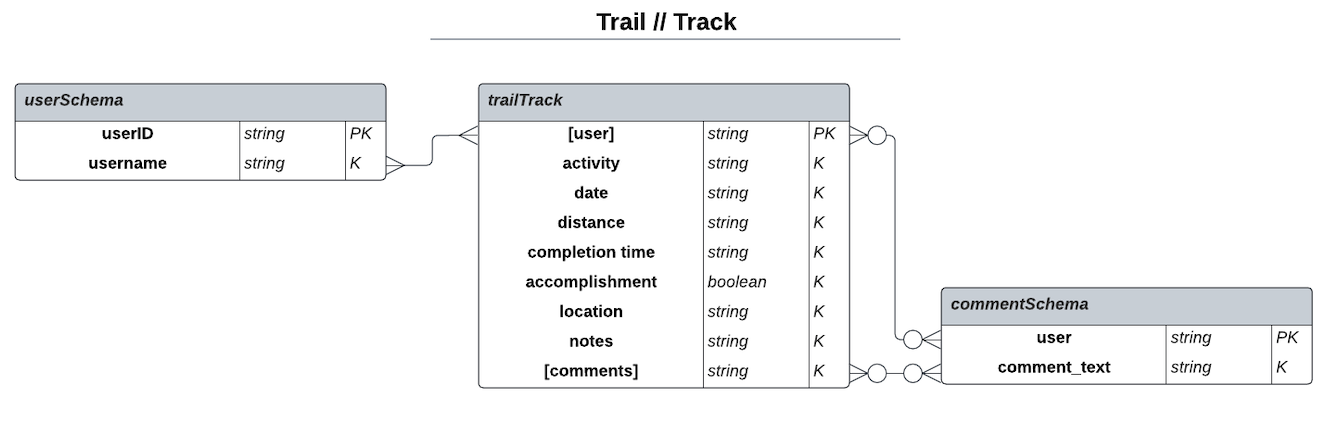 Trail // Track
userSchema
userID string PK
username string K
trailTrack
[user] string PK
activity string K
date string K
distance string K
completion time string K
accomplishment boolean K
location string K
notes string K
[comments] string K
commentSchema
user string PK
comment_text string K